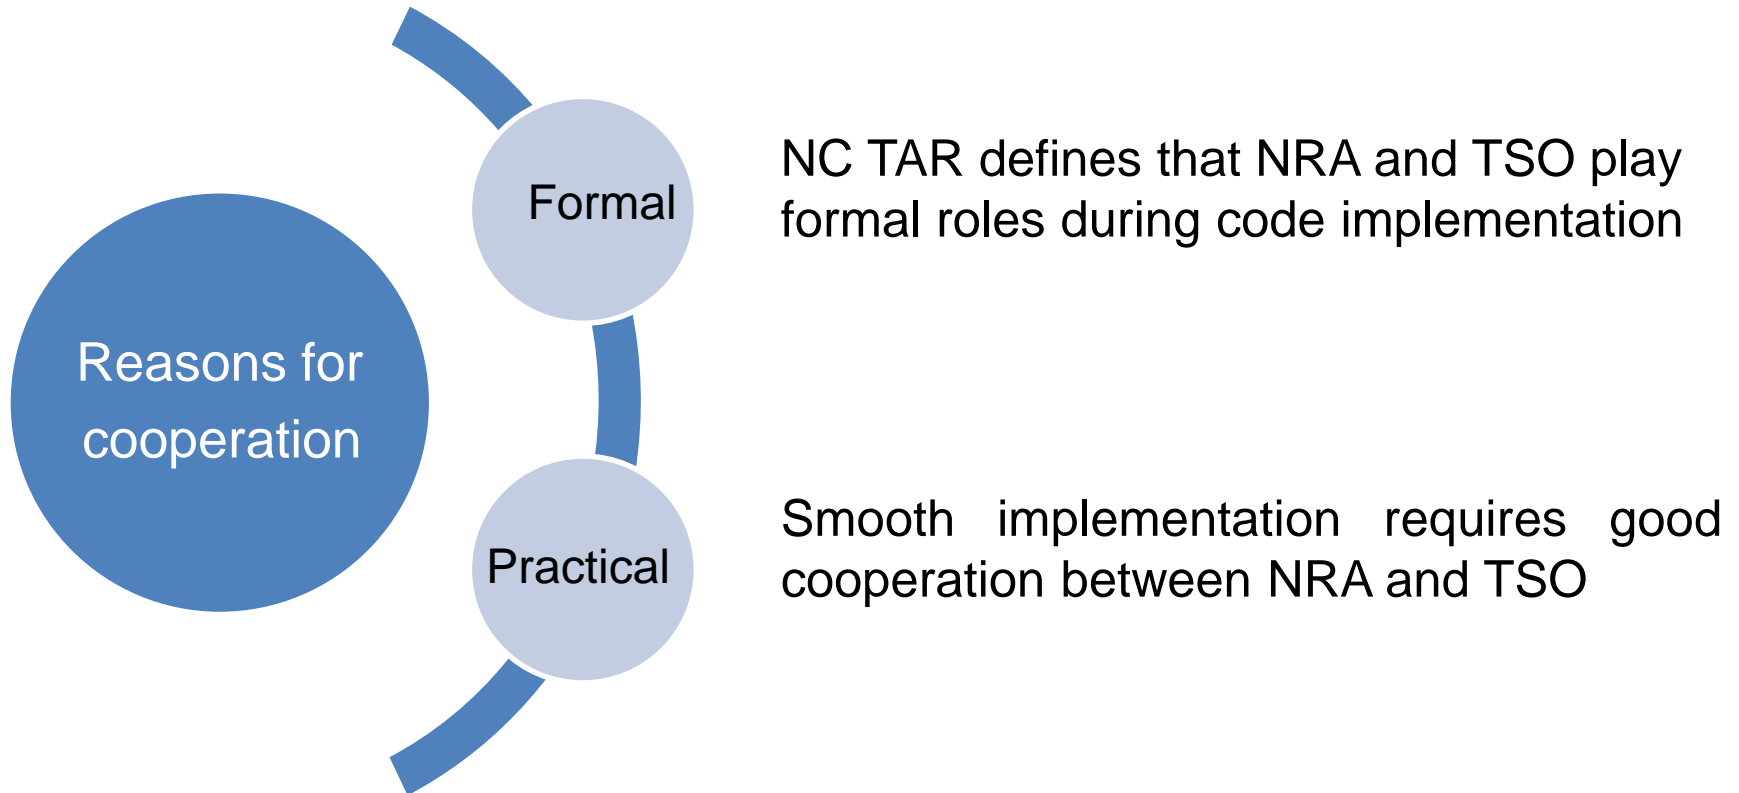 Reasons for
cooperation
Formal
NC TAR defines that NRA and TSO play
formal roles during code implementation
Practical
Smooth implementation requires good
cooperation between NRA and TSO